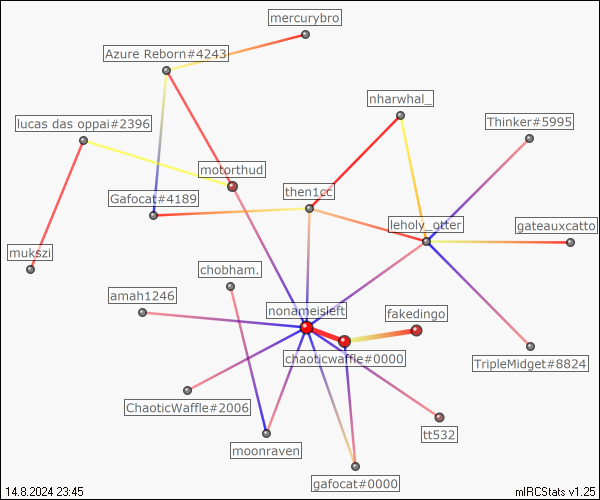 mercurybro
Azure Reborn#4243
nharwhal_
lucas das oppai#2396
Thinker#5995
motorthud
then1cc
Gafocat#4189
leholy_otter
gateauxcatto
mukszi
chobham.
amah1246
nonameisleft
fakedingo
chaoticwaffle#0000
TripleMidget#8824
ChaoticWaffle#2006
tt532
moonraven
gafocat#0000
14.8.2024 23:45
mIRCStats v1.25